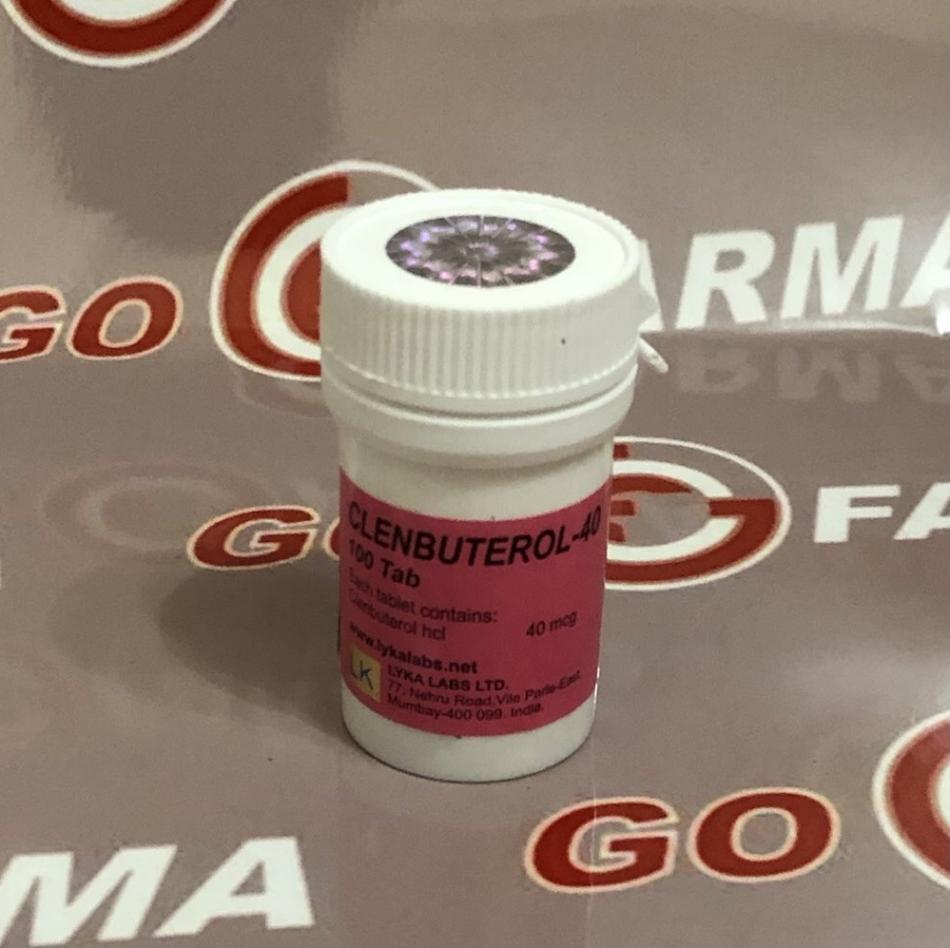 GO
ARMA
GO
FA
CLENBUTEROL-40
100 Tab
Each tablet contains:
Clenbuterol hcl 40 mcg
www.lykalabs.net
LK
LYKA LABS LTD.
77, Nehru Road, Vile Parle-East,
Mumbay-400 099. India.
GO
MA